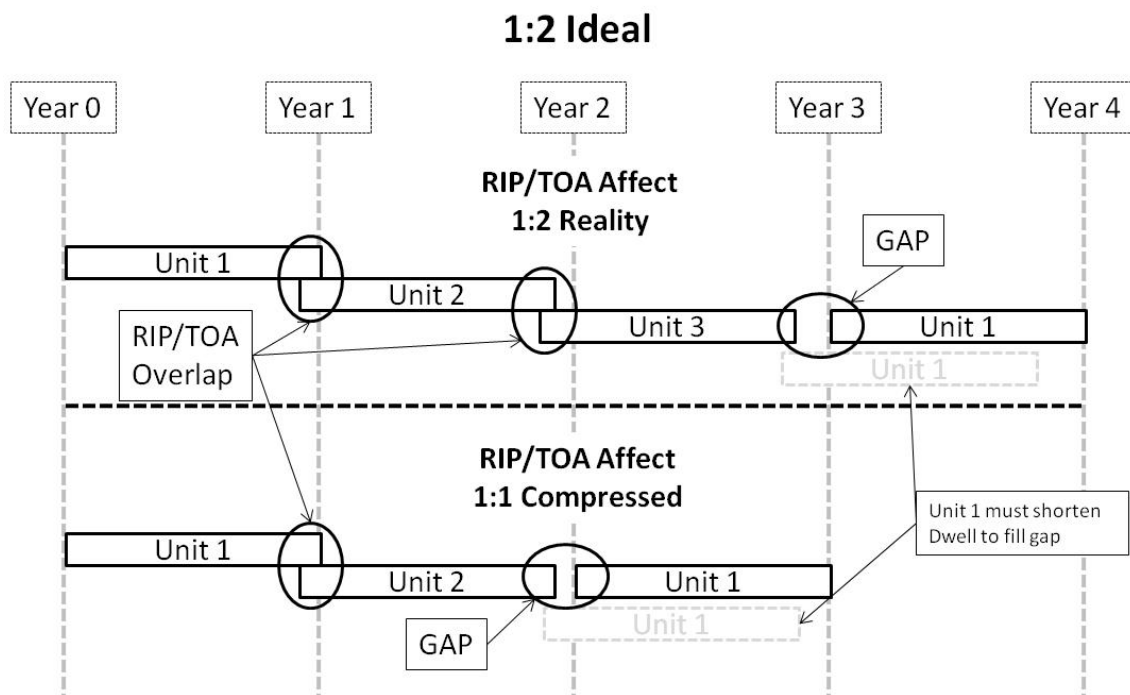 1:2 Ideal
Year 0
Year 1
Year 2
Year 3
Year 4
RIP/TOA Affect
1:2 Reality
GAP
Unit 1
Unit 2
Unit 3
Unit 1
Unit 1
RIP/TOA
Overlap
RIP/TOA Affect
1:1 Compressed
Unit 1 must shorten
Dwell to fill gap
Unit 1
Unit 2
Unit 1
Unit 1
GAP